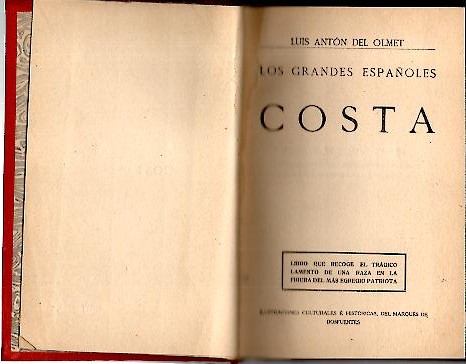 LUIS ANTÓN DEL OLMET
LOS GRANDES ESPAÑOLES
COSTA
LIBRO QUE RECOGE EL TRÁGICO
LAMENTO DE UNA RAZA EN LA
FIGURA DEL MÁS EGREGIO PATRIOTA
ILUSTRACIONES CULTURALES É HISTÓRICAS, DEL MARQUÉS DE
DOSFUENTES